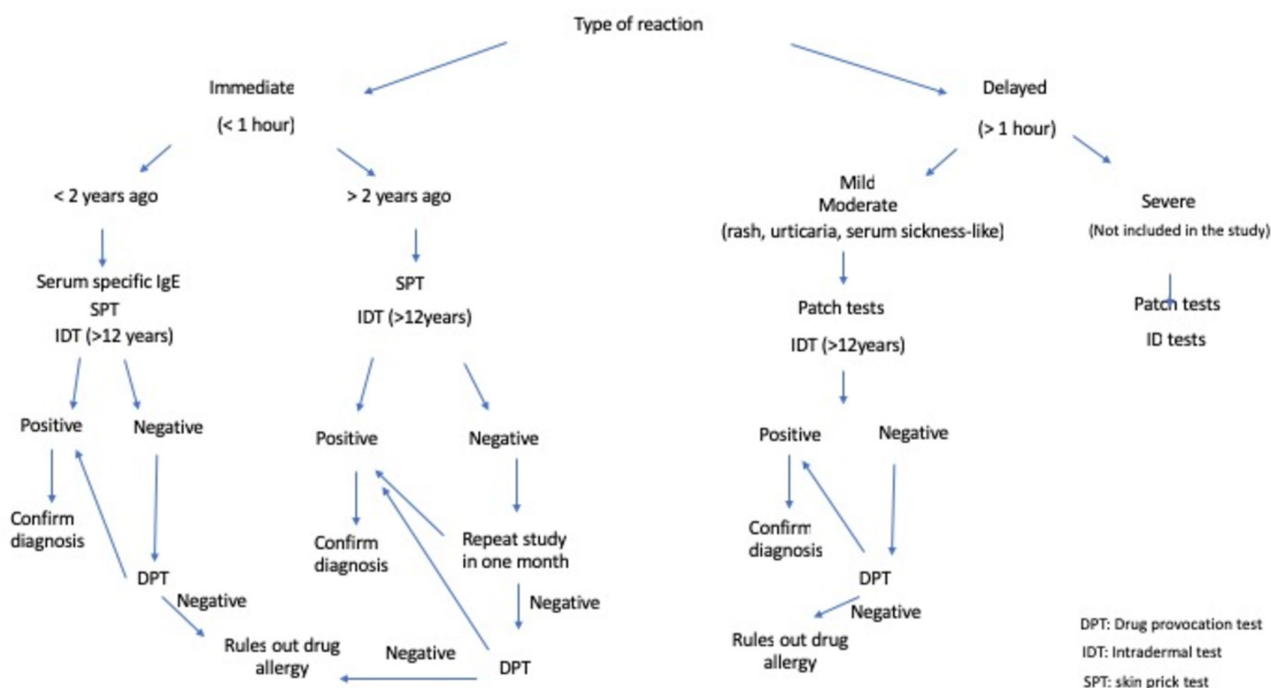 Type of reaction
Immediate
(< 1 hour)
Delayed
(> 1 hour)
< 2 years ago
> 2 years ago
Mild
Moderate
(rash, urticaria, serum sickness-like)
Severe
(Not included in the study)
Serum specific IgE
SPT
IDT (>12 years)
SPT
IDT (>12years)
Patch tests
IDT (>12years)
Patch tests
ID tests
Positive
Negative
Positive
Negative
Positive
Negative
Confirm
diagnosis
Confirm
diagnosis
Repeat study
in one month
Confirm
diagnosis
DPT
Negative
Negative
DPT
Negative
Rules out drug
allergy
Negative
DPT
Rules out drug
allergy
DPT: Drug provocation test
IDT: Intradermal test
SPT: skin prick test